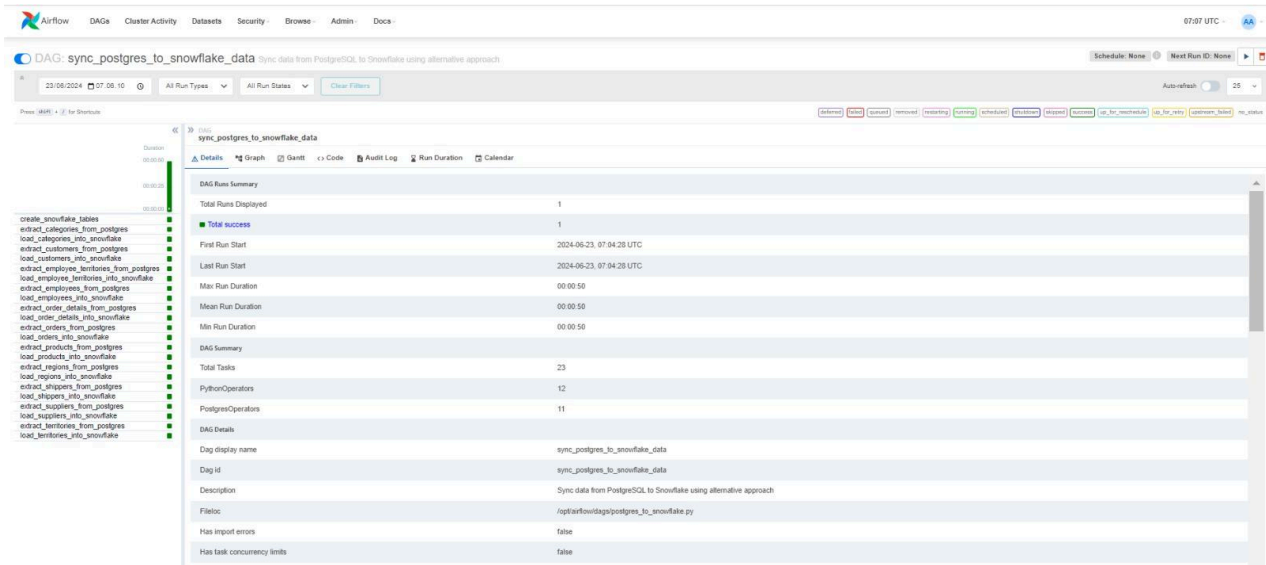 Airflow DAGs Cluster Activity Datasets Security Browse Admin Docs 07:07 UTC AA
DAG: sync_postgres_to_snowflake_data Sync data from PostgreSQL to Snowflake using alternative approach Schedule: None Next Run ID: None
23/06/2024 07:06:10 All Run Types All Run States Clear Filters Auto-refresh 25
Press shift + / for Shortcuts deferred failed queued removed restarting running scheduled shutdown skipped success up_for_reschedule up_for_retry upstream_failed no_status
DAG
sync_postgres_to_snowflake_data
Duration
00:00:50
00:00:25
00:00:00
Details Graph Gantt Code Audit Log Run Duration Calendar
create_snowflake_tables
extract_categories_from_postgres
load_categories_into_snowflake
extract_customers_from_postgres
load_customers_into_snowflake
extract_employee_territories_from_postgres
load_employee_territories_into_snowflake
extract_employees_from_postgres
load_employees_into_snowflake
extract_order_details_from_postgres
load_order_details_into_snowflake
extract_orders_from_postgres
load_orders_into_snowflake
extract_products_from_postgres
load_products_into_snowflake
extract_regions_from_postgres
load_regions_into_snowflake
extract_shippers_from_postgres
load_shippers_into_snowflake
extract_suppliers_from_postgres
load_suppliers_into_snowflake
extract_territories_from_postgres
load_territories_into_snowflake
DAG Runs Summary
Total Runs Displayed 1
Total success 1
First Run Start 2024-06-23, 07:04:28 UTC
Last Run Start 2024-06-23, 07:04:28 UTC
Max Run Duration 00:00:50
Mean Run Duration 00:00:50
Min Run Duration 00:00:50
DAG Summary
Total Tasks 23
PythonOperators 12
PostgresOperators 11
DAG Details
Dag display name sync_postgres_to_snowflake_data
Dag id sync_postgres_to_snowflake_data
Description Sync data from PostgreSQL to Snowflake using alternative approach
Fileloc /opt/airflow/dags/postgres_to_snowflake.py
Has import errors false
Has task concurrency limits false